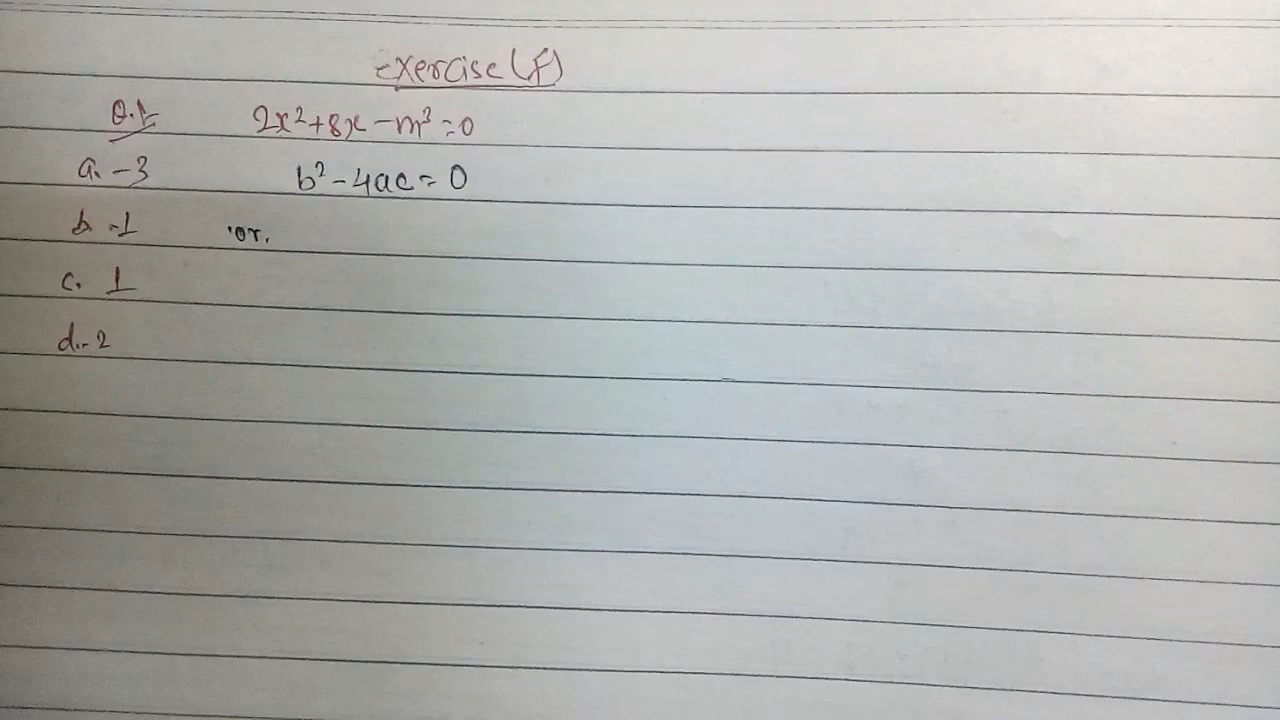 Exercise (F)
Q.1 2x²+8x-m³=0
a. -3 b²-4ac=0
b. -1 or.
c. 1
d. -2